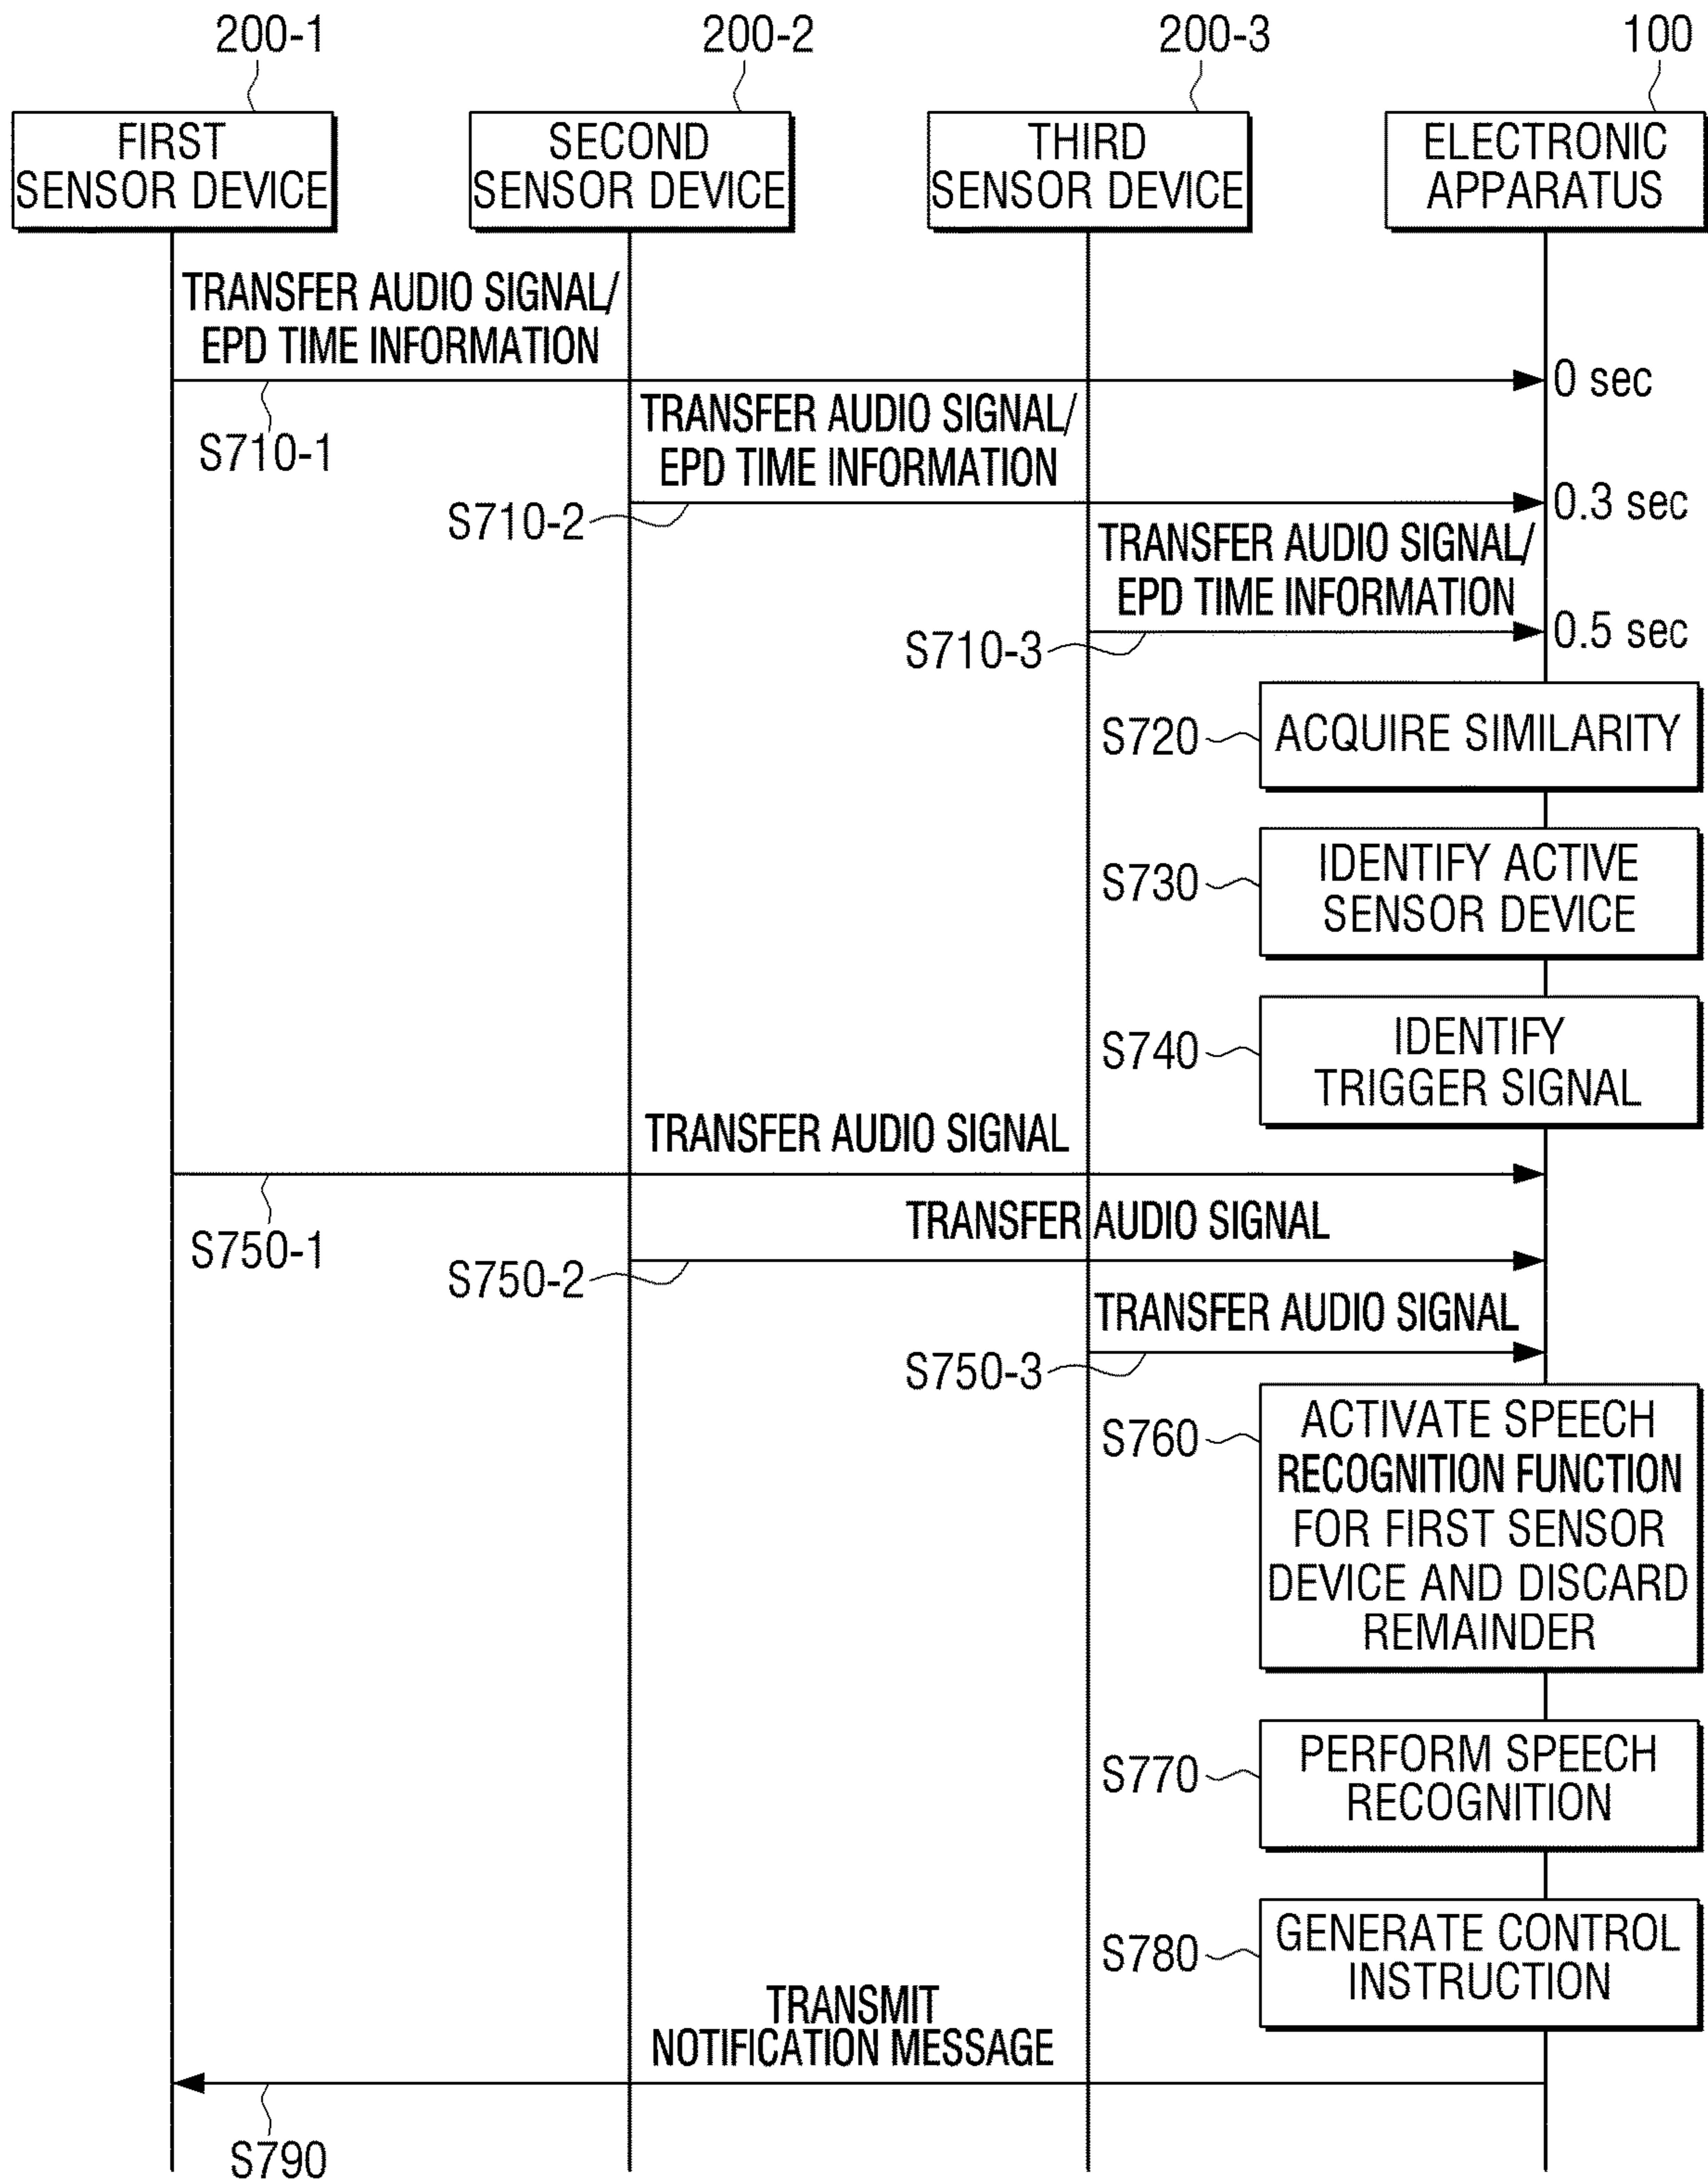 200-1
200-2
200-3
100
FIRST
SENSOR DEVICE
SECOND
SENSOR DEVICE
THIRD
SENSOR DEVICE
ELECTRONIC
APPARATUS
TRANSFER AUDIO SIGNAL/
EPD TIME INFORMATION
0 sec
S710-1
TRANSFER AUDIO SIGNAL/
EPD TIME INFORMATION
0.3 sec
S710-2
TRANSFER AUDIO SIGNAL/
EPD TIME INFORMATION
0.5 sec
S710-3
S720
ACQUIRE SIMILARITY
S730
IDENTIFY ACTIVE
SENSOR DEVICE
S740
IDENTIFY
TRIGGER SIGNAL
TRANSFER AUDIO SIGNAL
S750-1
TRANSFER AUDIO SIGNAL
S750-2
TRANSFER AUDIO SIGNAL
S750-3
S760
ACTIVATE SPEECH
RECOGNITION FUNCTION
FOR FIRST SENSOR
DEVICE AND DISCARD
REMAINDER
S770
PERFORM SPEECH
RECOGNITION
S780
GENERATE CONTROL
INSTRUCTION
TRANSMIT
NOTIFICATION MESSAGE
S790